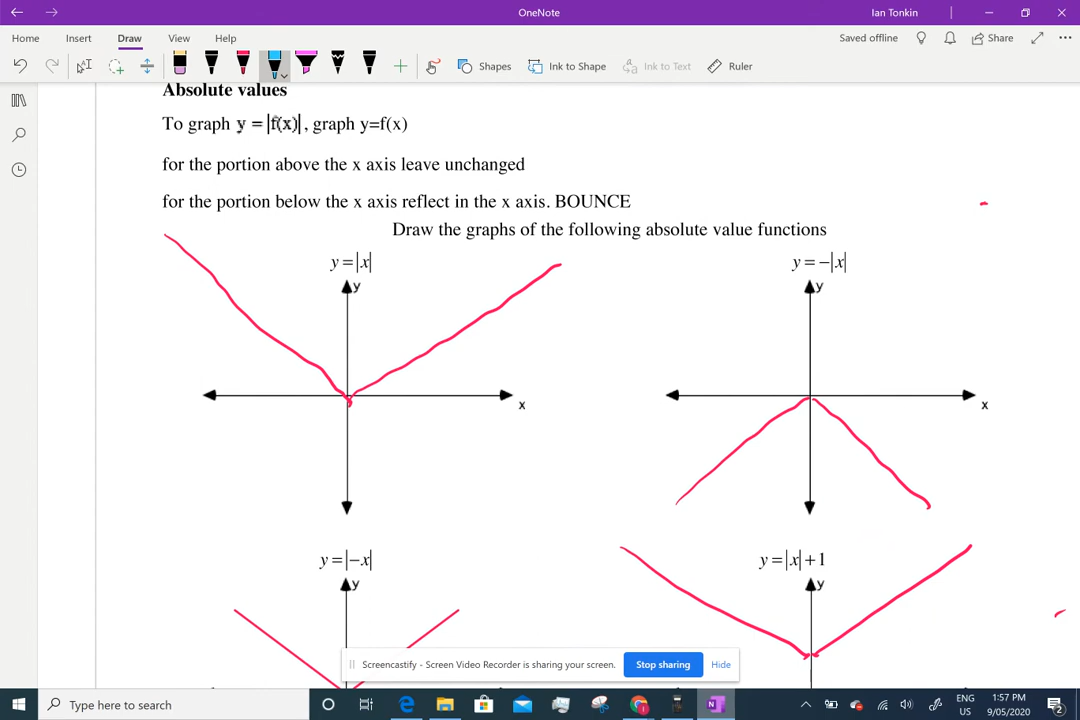 OneNote
Ian Tonkin
Home Insert Draw View Help
Saved offline Share
Shapes Ink to Shape Ink to Text Ruler
Absolute values
To graph y = |f(x)|, graph y=f(x)
for the portion above the x axis leave unchanged
for the portion below the x axis reflect in the x axis. BOUNCE
Draw the graphs of the following absolute value functions
y = |x|
y = −|x|
y
y
x
x
y = |−x|
y = |x| + 1
y
y
Screencastify - Screen Video Recorder is sharing your screen. Stop sharing Hide
Type here to search
ENG
US
1:57 PM
9/05/2020
2